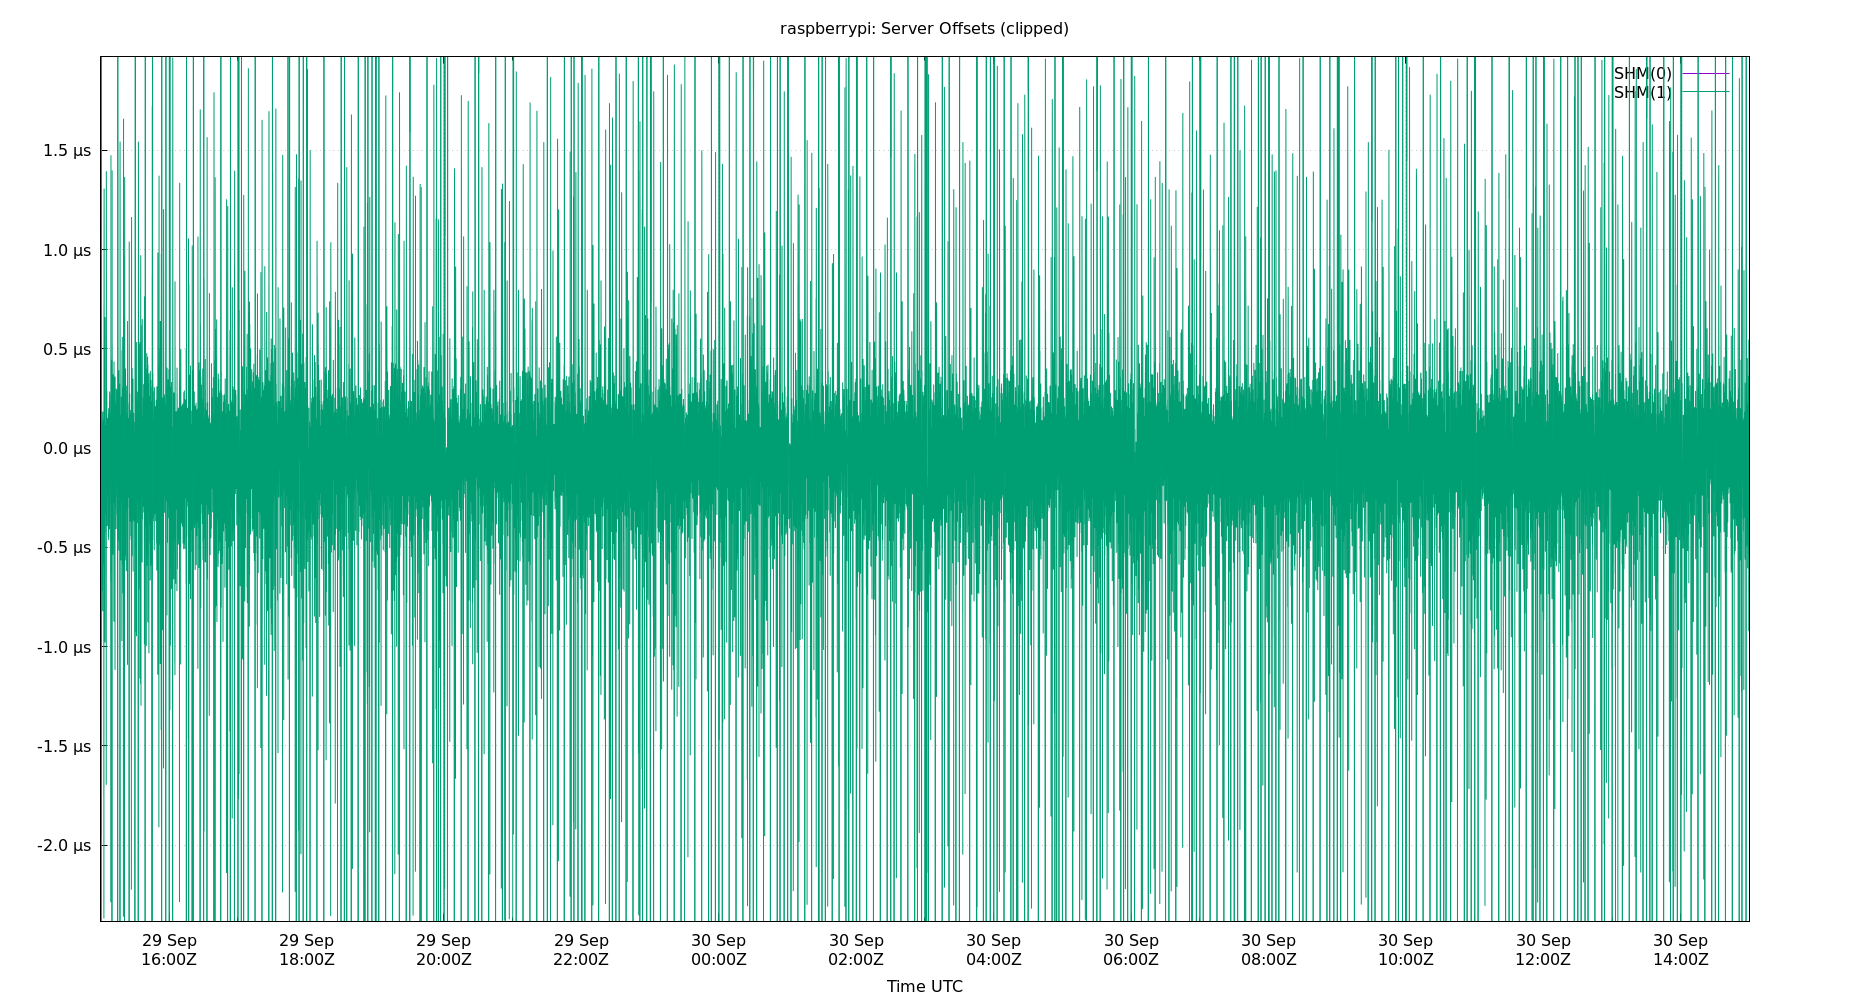 raspberrypi: Server Offsets (clipped)
SHM(0)
SHM(1)
1.5 µs
1.0 µs
0.5 µs
0.0 µs
-0.5 µs
-1.0 µs
-1.5 µs
-2.0 µs
29 Sep 29 Sep 29 Sep 29 Sep 30 Sep 30 Sep 30 Sep 30 Sep 30 Sep 30 Sep 30 Sep 30 Sep
16:00Z 18:00Z 20:00Z 22:00Z 00:00Z 02:00Z 04:00Z 06:00Z 08:00Z 10:00Z 12:00Z 14:00Z
Time UTC